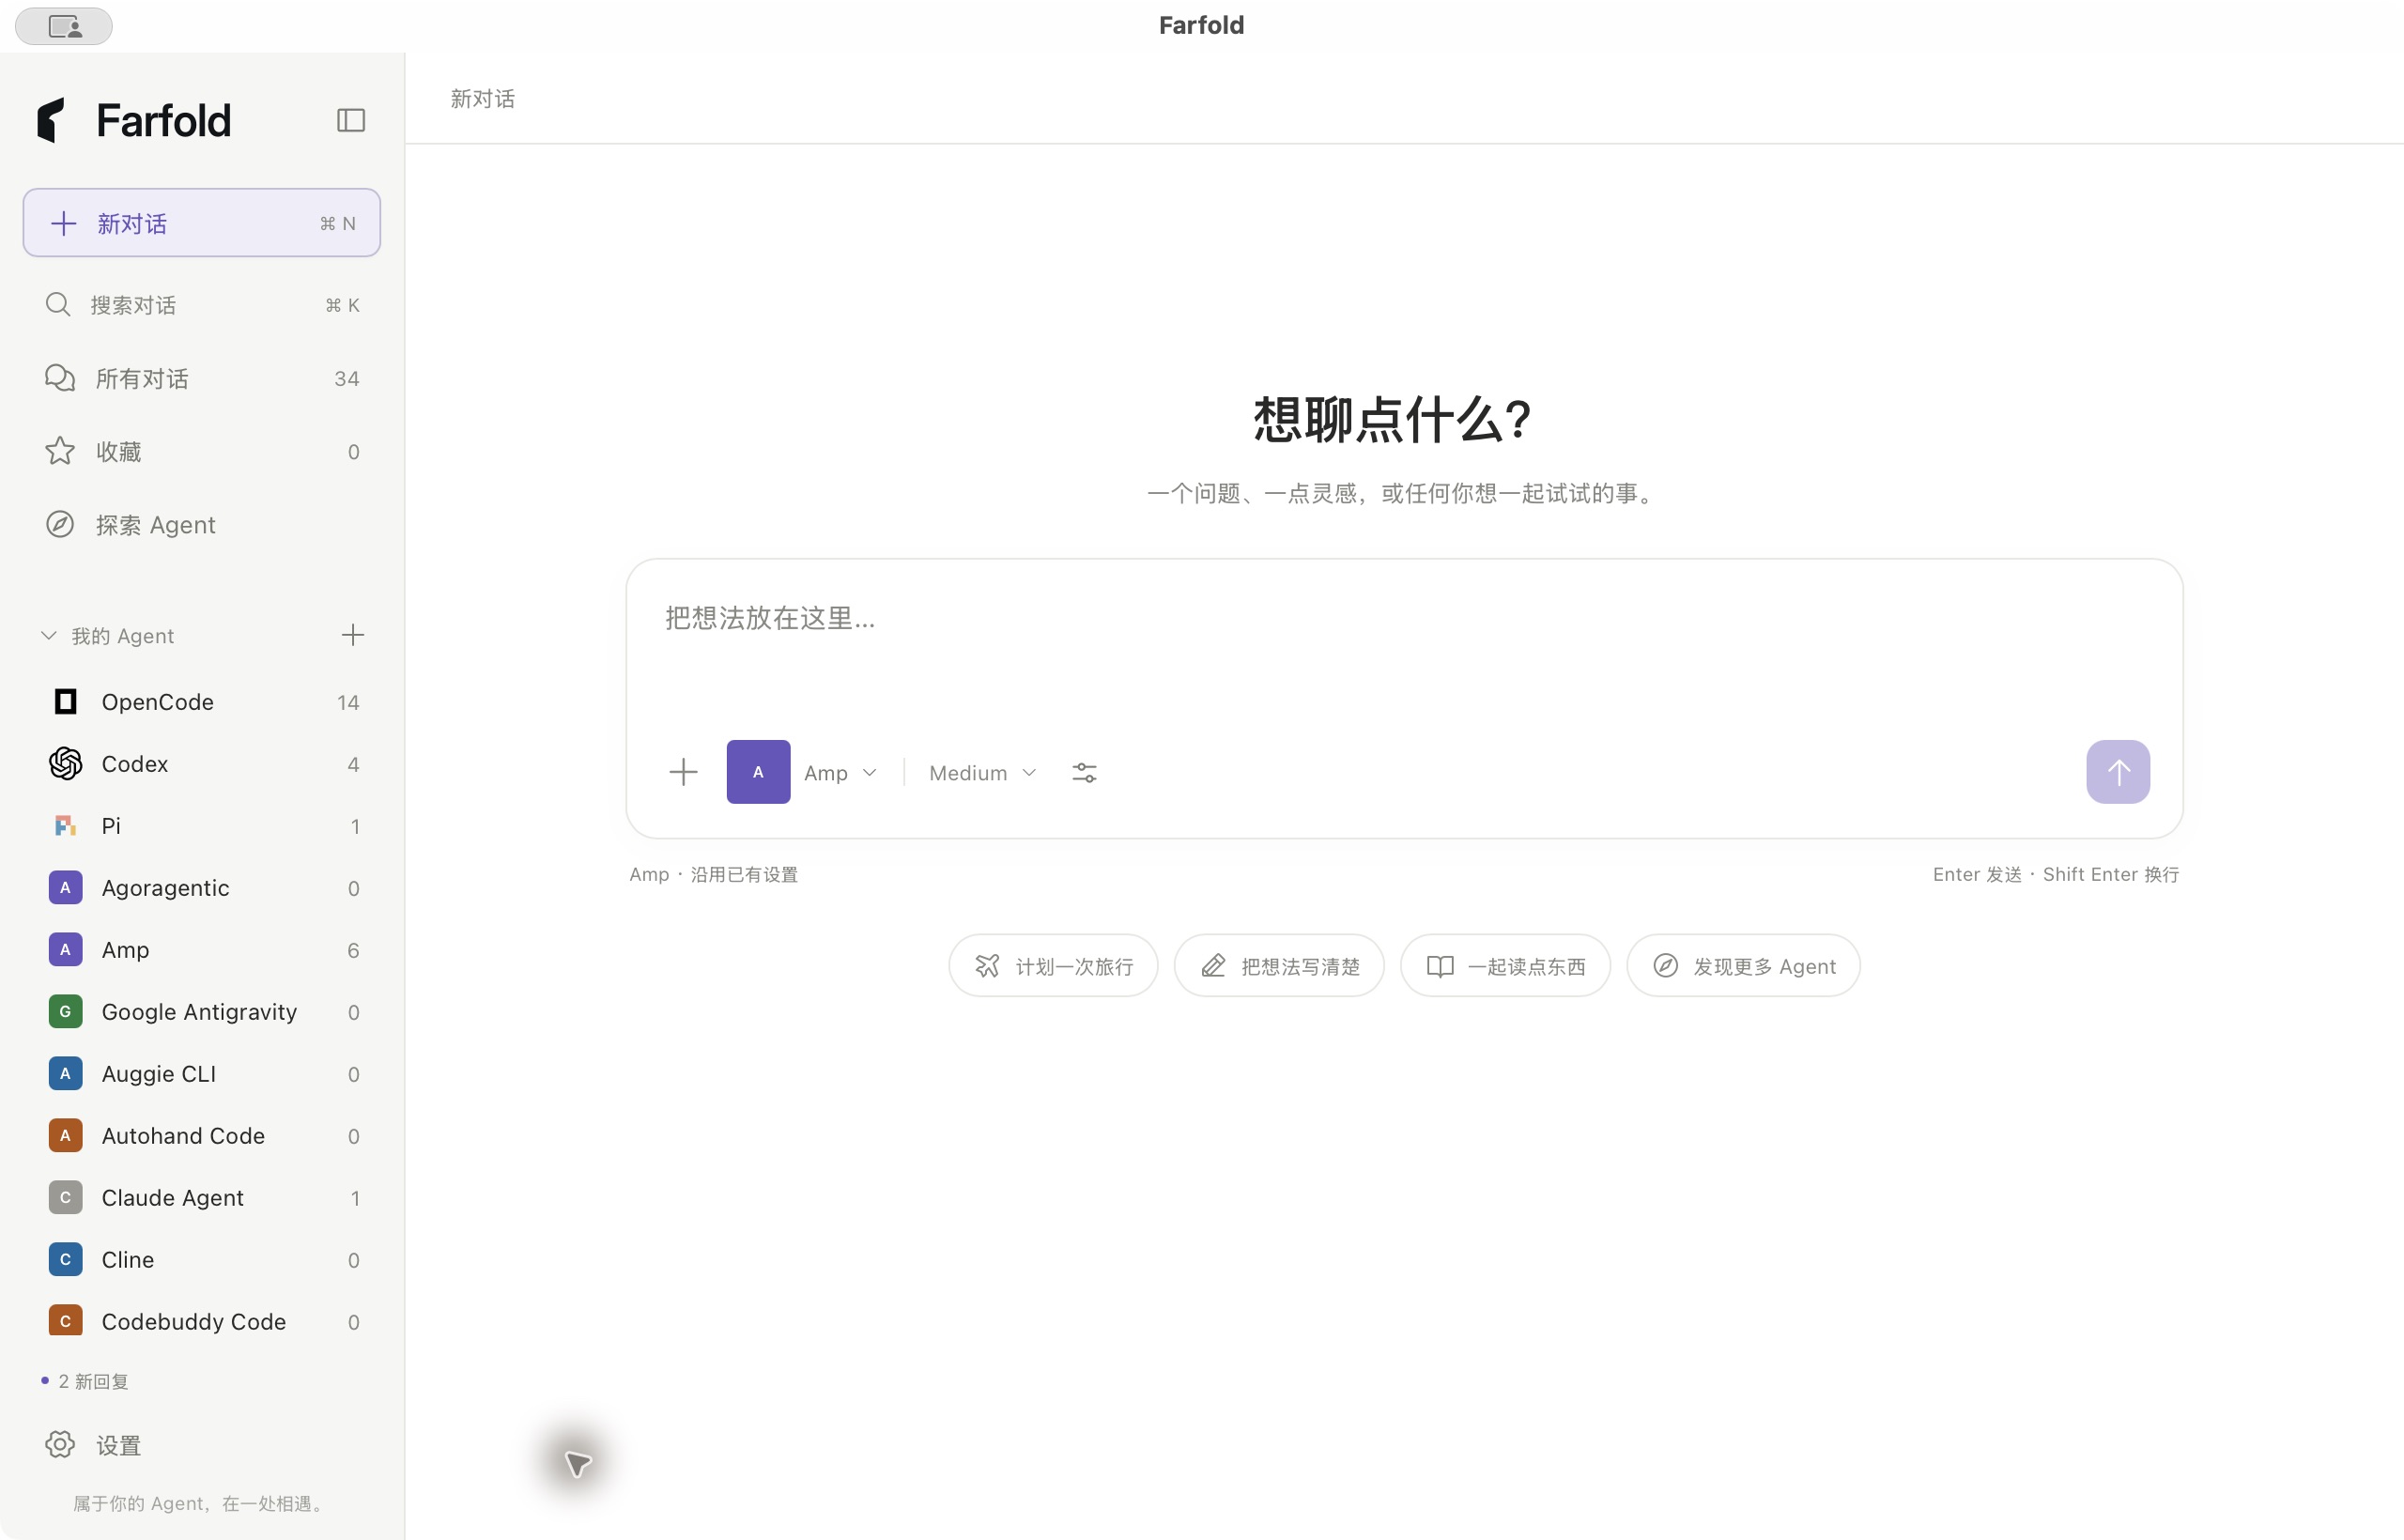 Farfold
Farfold
新对话 ⌘ N
搜索对话 ⌘ K
所有对话 34
收藏 0
探索 Agent
我的 Agent
OpenCode 14
Codex 4
Pi 1
A Agoragentic 0
A Amp 6
G Google Antigravity 0
A Auggie CLI 0
A Autohand Code 0
C Claude Agent 1
C Cline 0
C Codebuddy Code 0
2 新回复
设置
属于你的 Agent，在一处相遇。
新对话
想聊点什么？
一个问题、一点灵感，或任何你想一起试试的事。
把想法放在这里...
A Amp Medium
Amp · 沿用已有设置
Enter 发送 · Shift Enter 换行
计划一次旅行
把想法写清楚
一起读点东西
发现更多 Agent